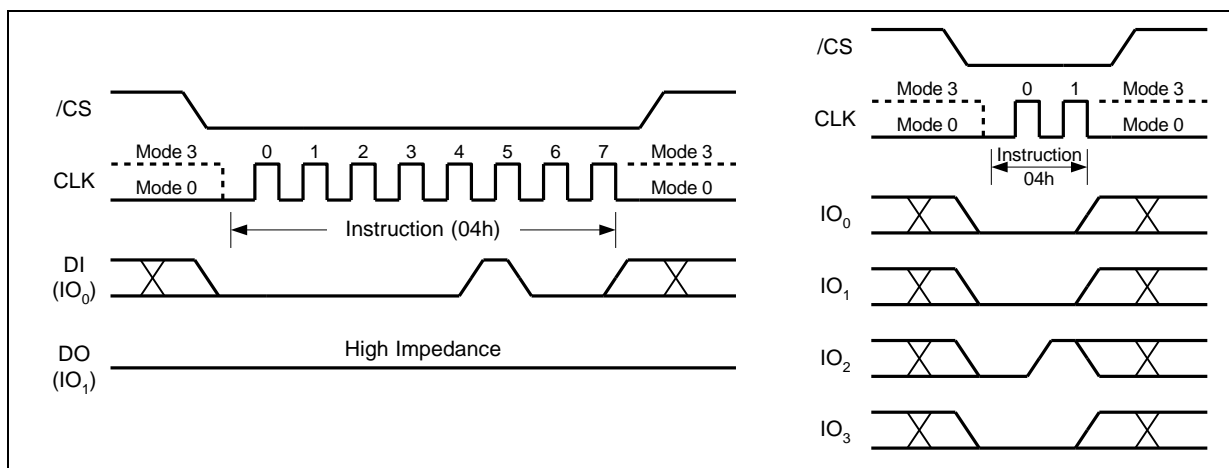 /CS
Mode 3 0 1 2 3 4 5 6 7 Mode 3
CLK
Mode 0 Mode 0
Instruction (04h)
DI
(IO0)
High Impedance
DO
(IO1)
/CS
Mode 3 0 1 Mode 3
CLK
Mode 0 Mode 0
Instruction
04h
IO0
IO1
IO2
IO3